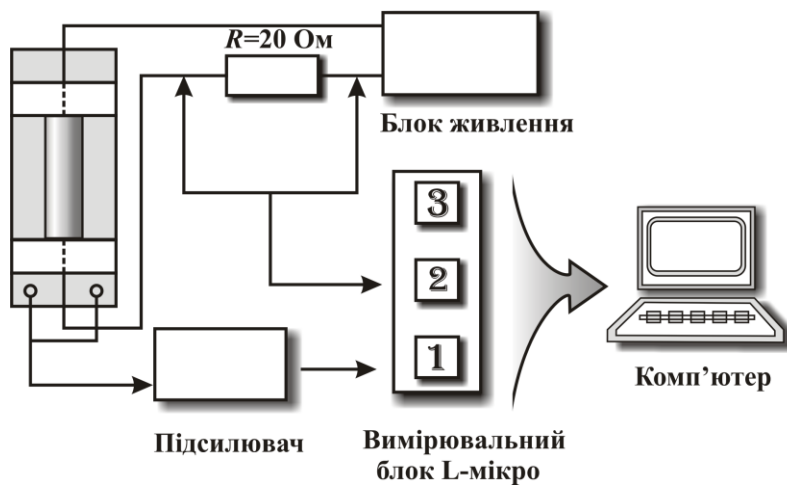 R=20 Ом
Блок живлення
3
2
1
Комп’ютер
Підсилювач
Вимірювальний
блок L-мікро